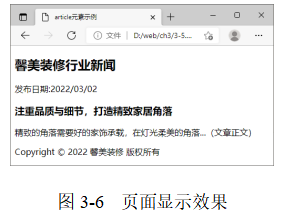 article元素示例
文件 D:/web/ch3/3-5....
馨美装修行业新闻
发布日期:2022/03/02
注重品质与细节，打造精致家居角落
精致的角落需要好的家饰承载，在灯光柔美的角落...（文章正文）
Copyright © 2022 馨美装修 版权所有
图 3-6 页面显示效果